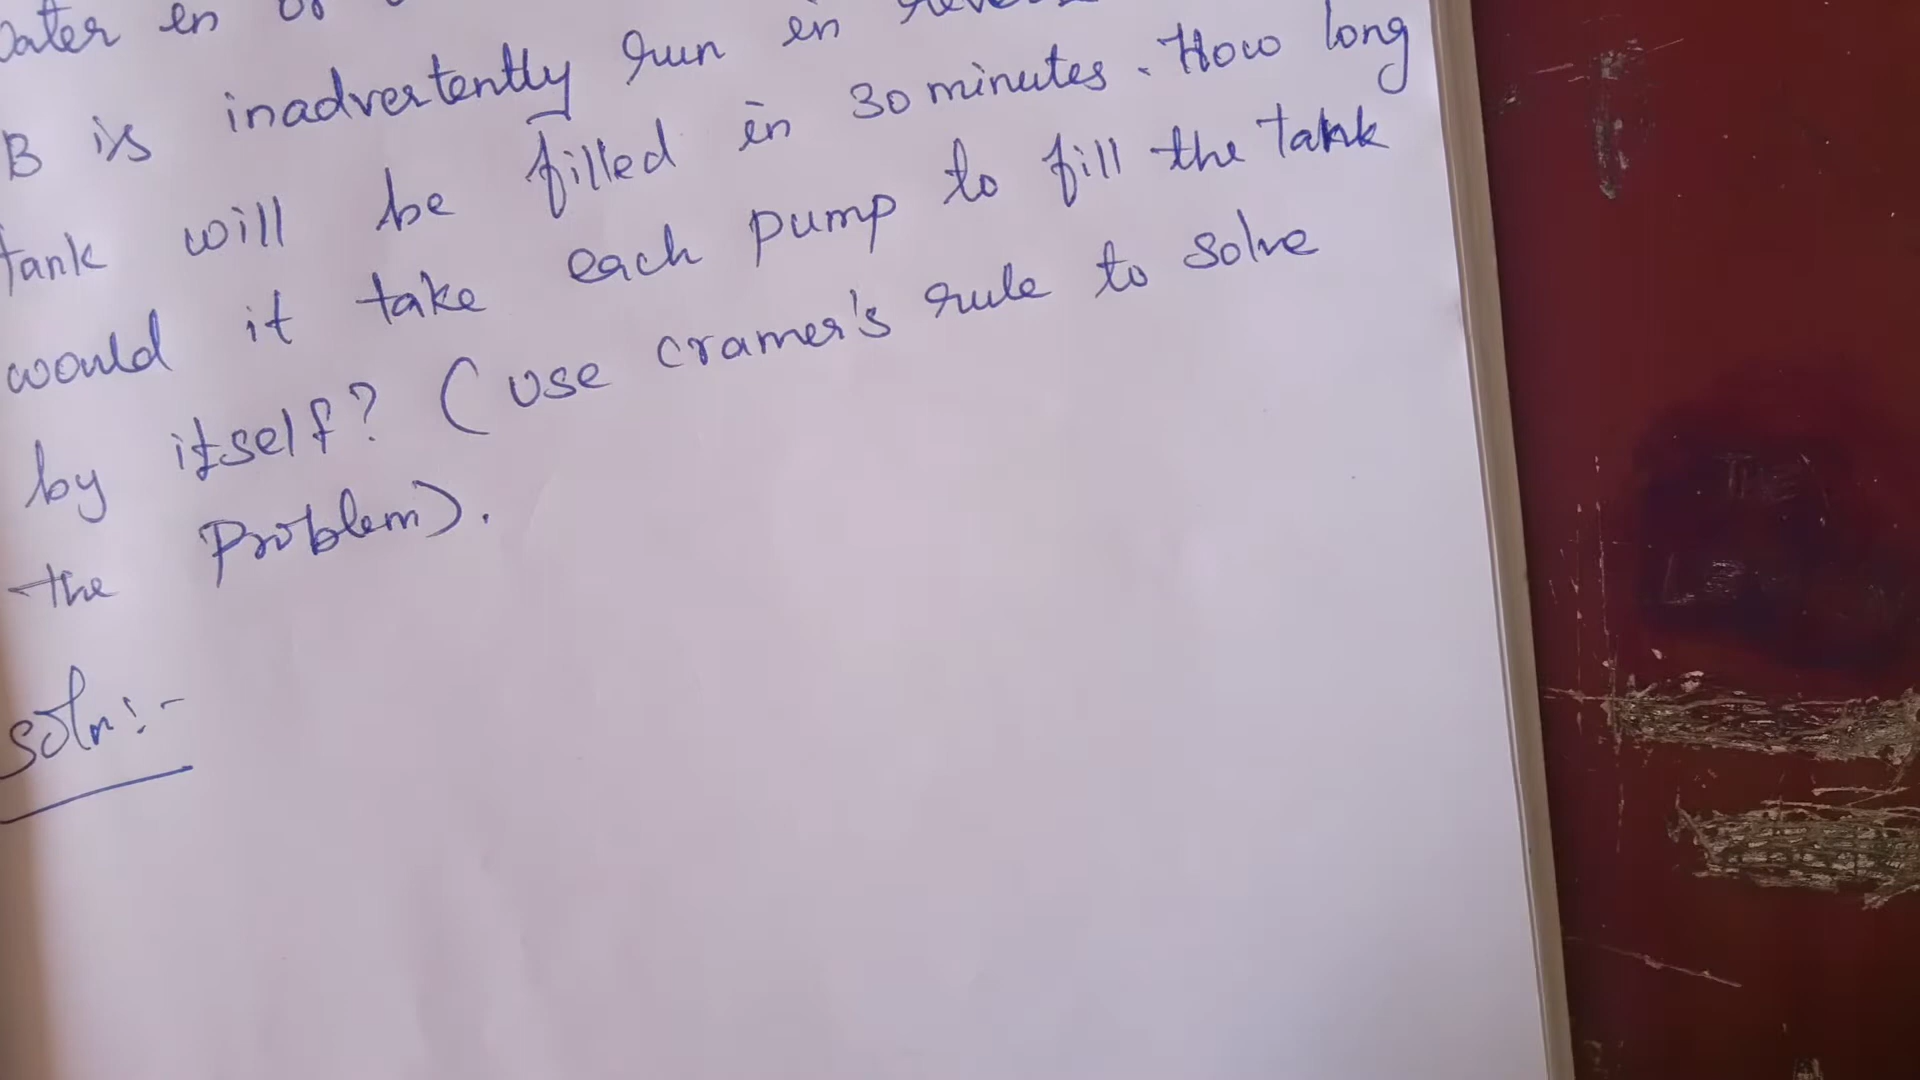 in
B is inadvertently run in
tank will be filled in 30 minutes. How long
would it take each pump to fill the tank
by itself? (use cramer's rule to solve
the problem).
soln:-